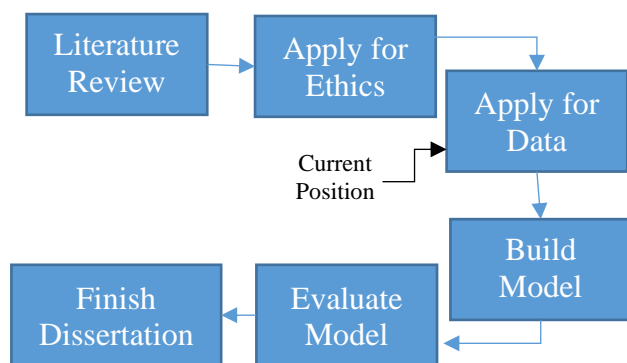 Literature
Review
Apply for
Ethics
Apply for
Data
Current
Position
Build
Model
Evaluate
Model
Finish
Dissertation